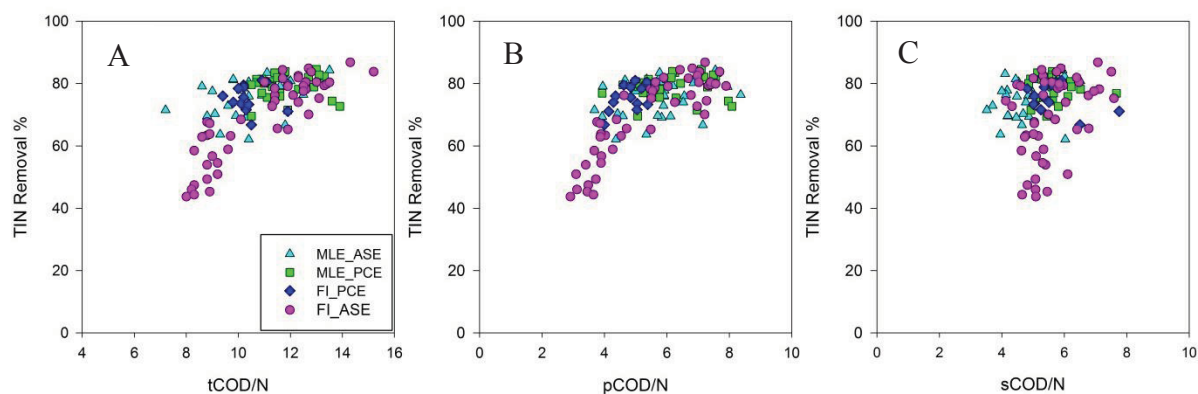 A
TIN Removal %
100
80
60
40
20
0
4 6 8 10 12 14 16
tCOD/N
MLE_ASE
MLE_PCE
FI_PCE
FI_ASE
B
TIN Removal %
100
80
60
40
20
0
0 2 4 6 8 10
pCOD/N
C
TIN Removal %
100
80
60
40
20
0
0 2 4 6 8 10
sCOD/N